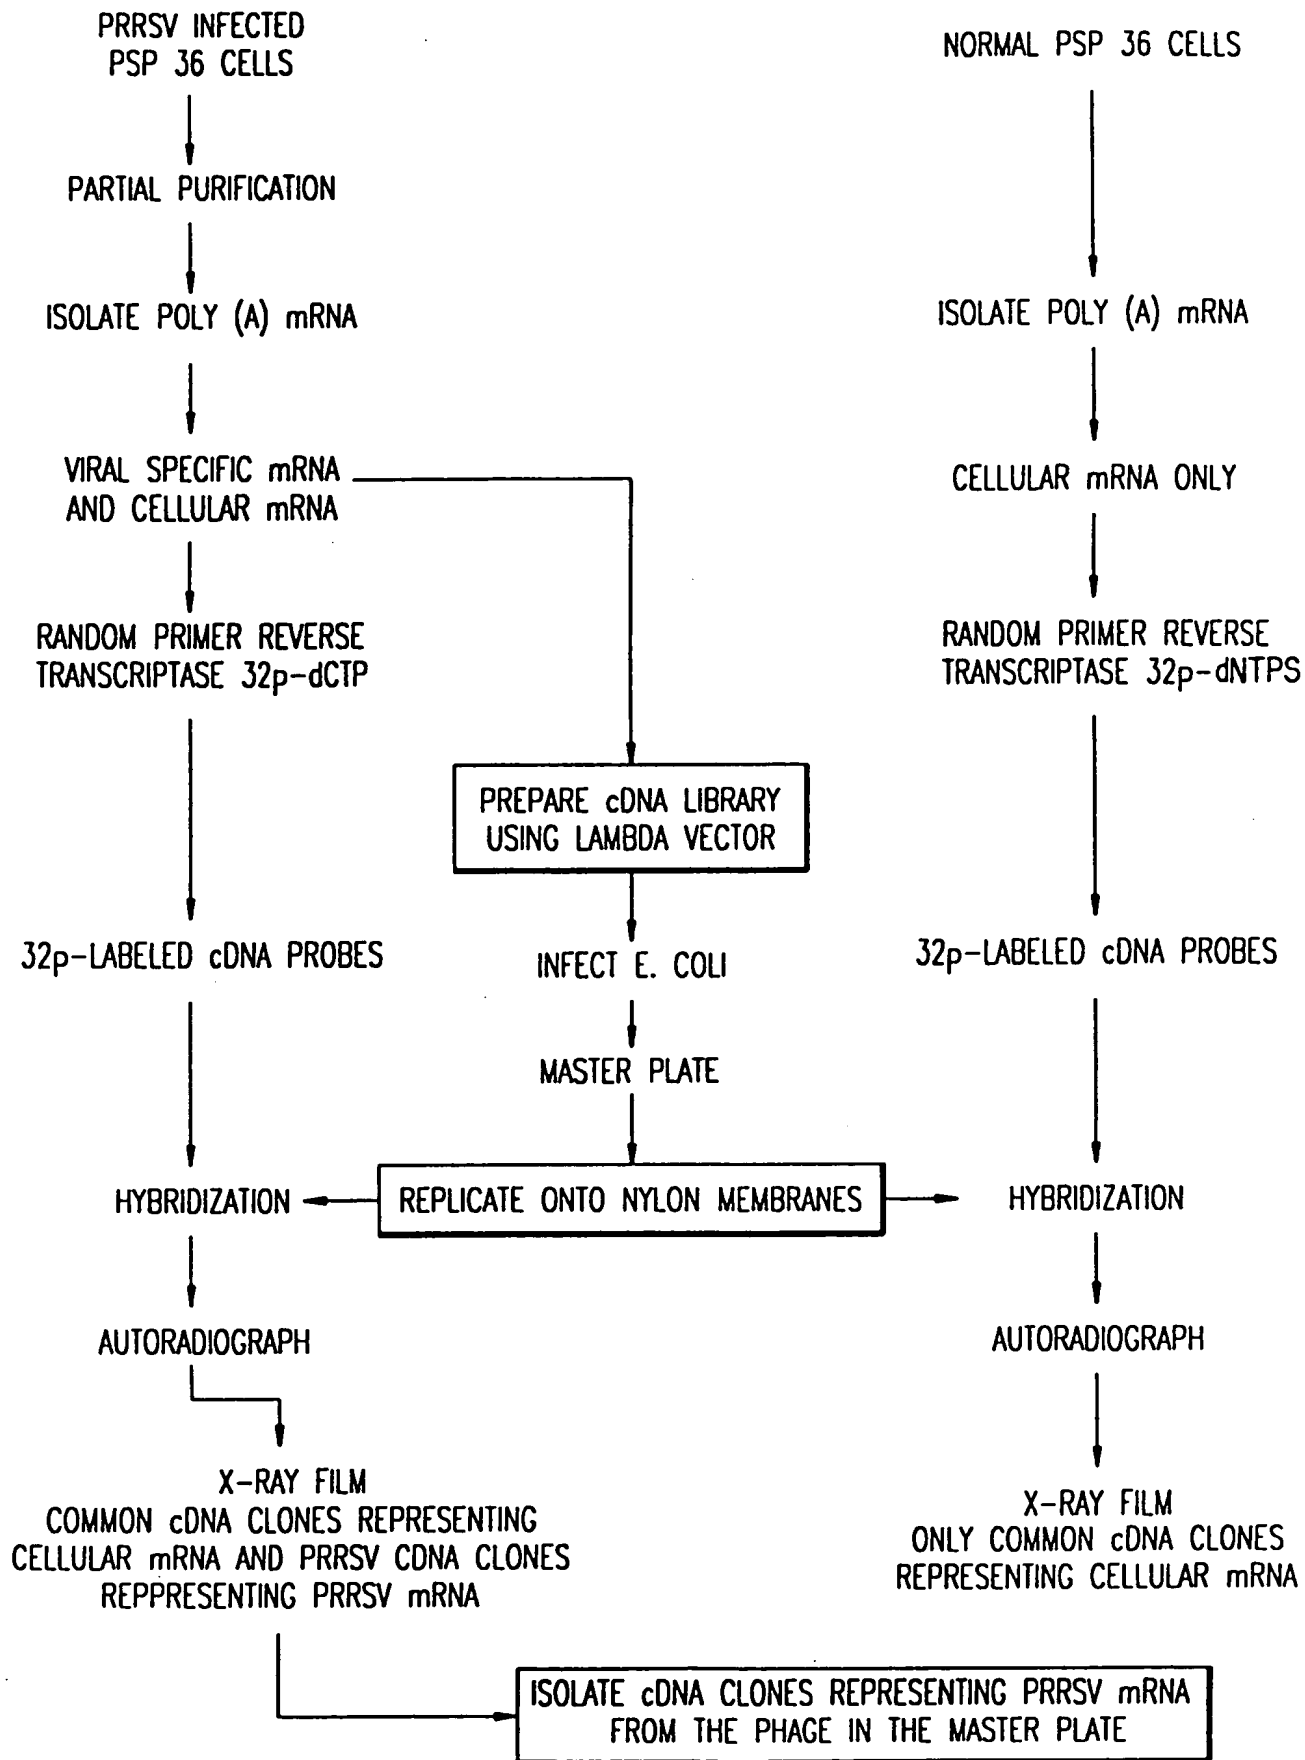 PRRSV INFECTED
PSP 36 CELLS
PARTIAL PURIFICATION
ISOLATE POLY (A) mRNA
VIRAL SPECIFIC mRNA
AND CELLULAR mRNA
RANDOM PRIMER REVERSE
TRANSCRIPTASE 32p-dCTP
32p-LABELED cDNA PROBES
HYBRIDIZATION
AUTORADIOGRAPH
X-RAY FILM
COMMON cDNA CLONES REPRESENTING
CELLULAR mRNA AND PRRSV CDNA CLONES
REPPRESENTING PRRSV mRNA
PREPARE cDNA LIBRARY
USING LAMBDA VECTOR
INFECT E. COLI
MASTER PLATE
REPLICATE ONTO NYLON MEMBRANES
NORMAL PSP 36 CELLS
ISOLATE POLY (A) mRNA
CELLULAR mRNA ONLY
RANDOM PRIMER REVERSE
TRANSCRIPTASE 32p-dNTPS
32p-LABELED cDNA PROBES
HYBRIDIZATION
AUTORADIOGRAPH
X-RAY FILM
ONLY COMMON cDNA CLONES
REPRESENTING CELLULAR mRNA
ISOLATE cDNA CLONES REPRESENTING PRRSV mRNA
FROM THE PHAGE IN THE MASTER PLATE